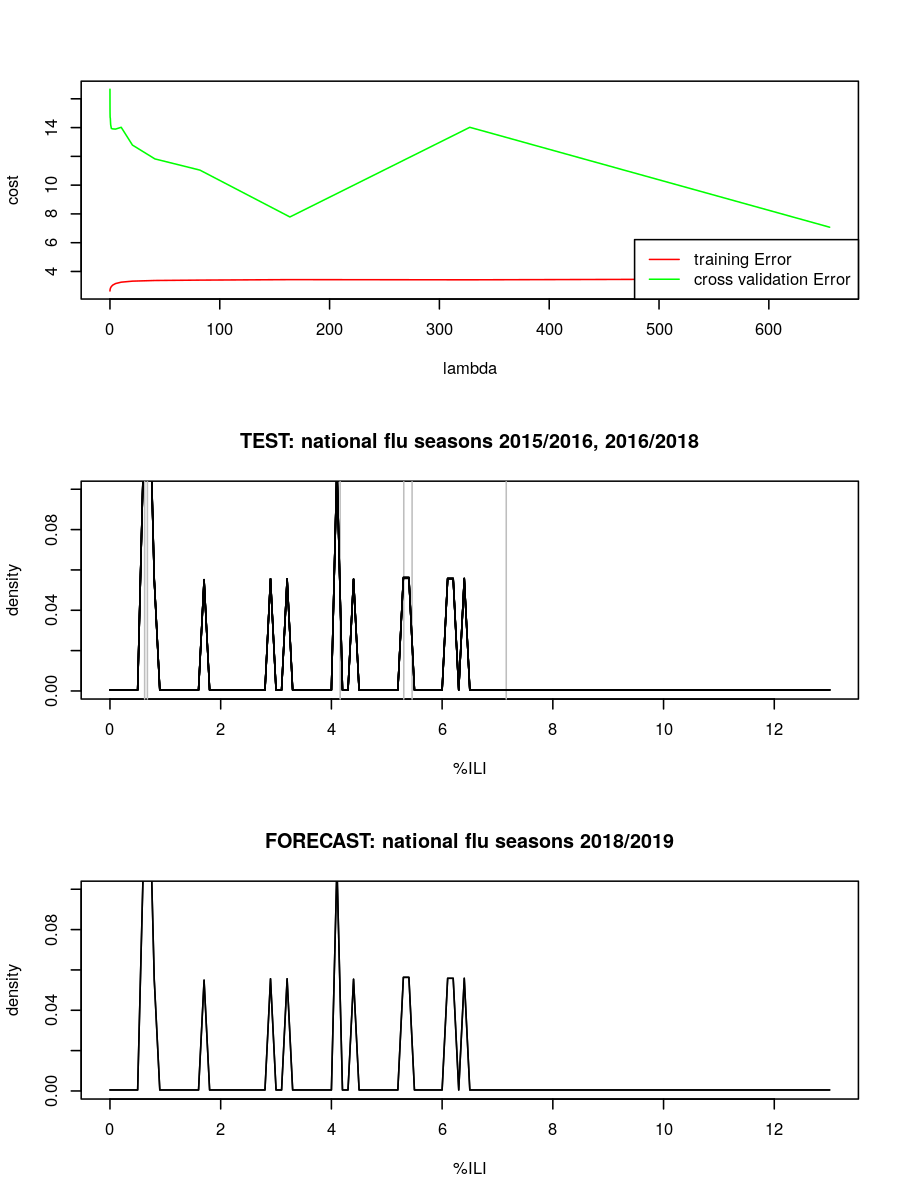 14
10
8
6
4
cost
training Error
cross validation Error
0 100 200 300 400 500 600
lambda
TEST: national flu seasons 2015/2016, 2016/2018
0.08
0.04
0.00
density
0 2 4 6 8 10 12
%ILI
FORECAST: national flu seasons 2018/2019
0.08
0.04
0.00
density
0 2 4 6 8 10 12
%ILI